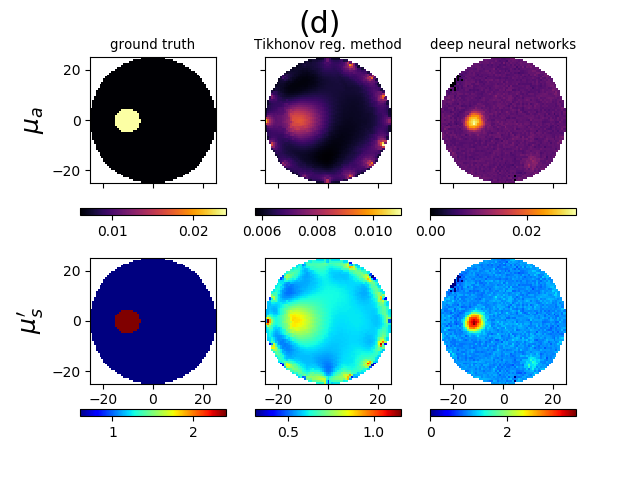 (d)
ground truth Tikhonov reg. method deep neural networks
μₐ
20
0
−20
0.01 0.02 0.006 0.008 0.010 0.00 0.02
μ′ₛ
20
0
−20
−20 0 20 −20 0 20 −20 0 20
1 2 0.5 1.0 0 2